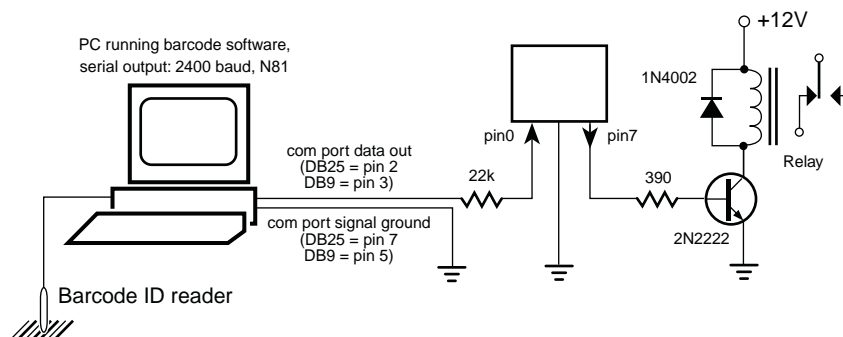 PC running barcode software,
serial output: 2400 baud, N81
+12V
1N4002
pin0
pin7
Relay
com port data out
(DB25 = pin 2
DB9 = pin 3)
22k
390
com port signal ground
(DB25 = pin 7
DB9 = pin 5)
2N2222
Barcode ID reader